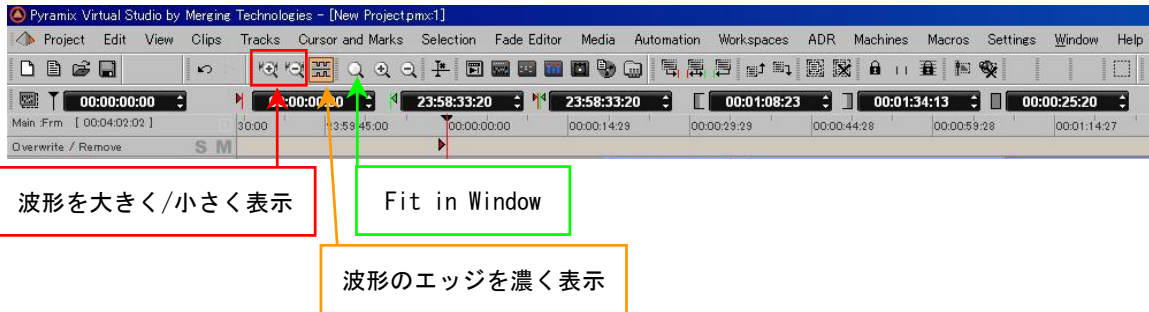 Pyramix Virtual Studio by Merging Technologies - [New Project.pmx:1]
Project Edit View Clips Tracks Cursor and Marks Selection Fade Editor Media Automation Workspaces ADR Machines Macros Settings Window Help
00:00:00:00 00:00:00:00 23:58:33:20 23:58:33:20 00:01:08:23 00:01:34:13 00:00:25:20
Main :Frm [ 00:04:02:02 ] 30:00 23:59:45:00 00:00:00:00 00:00:14:29 00:00:29:29 00:00:44:28 00:00:59:28 00:01:14:27
Overwrite / Remove S M
波形を大きく/小さく表示
Fit in Window
波形のエッジを濃く表示